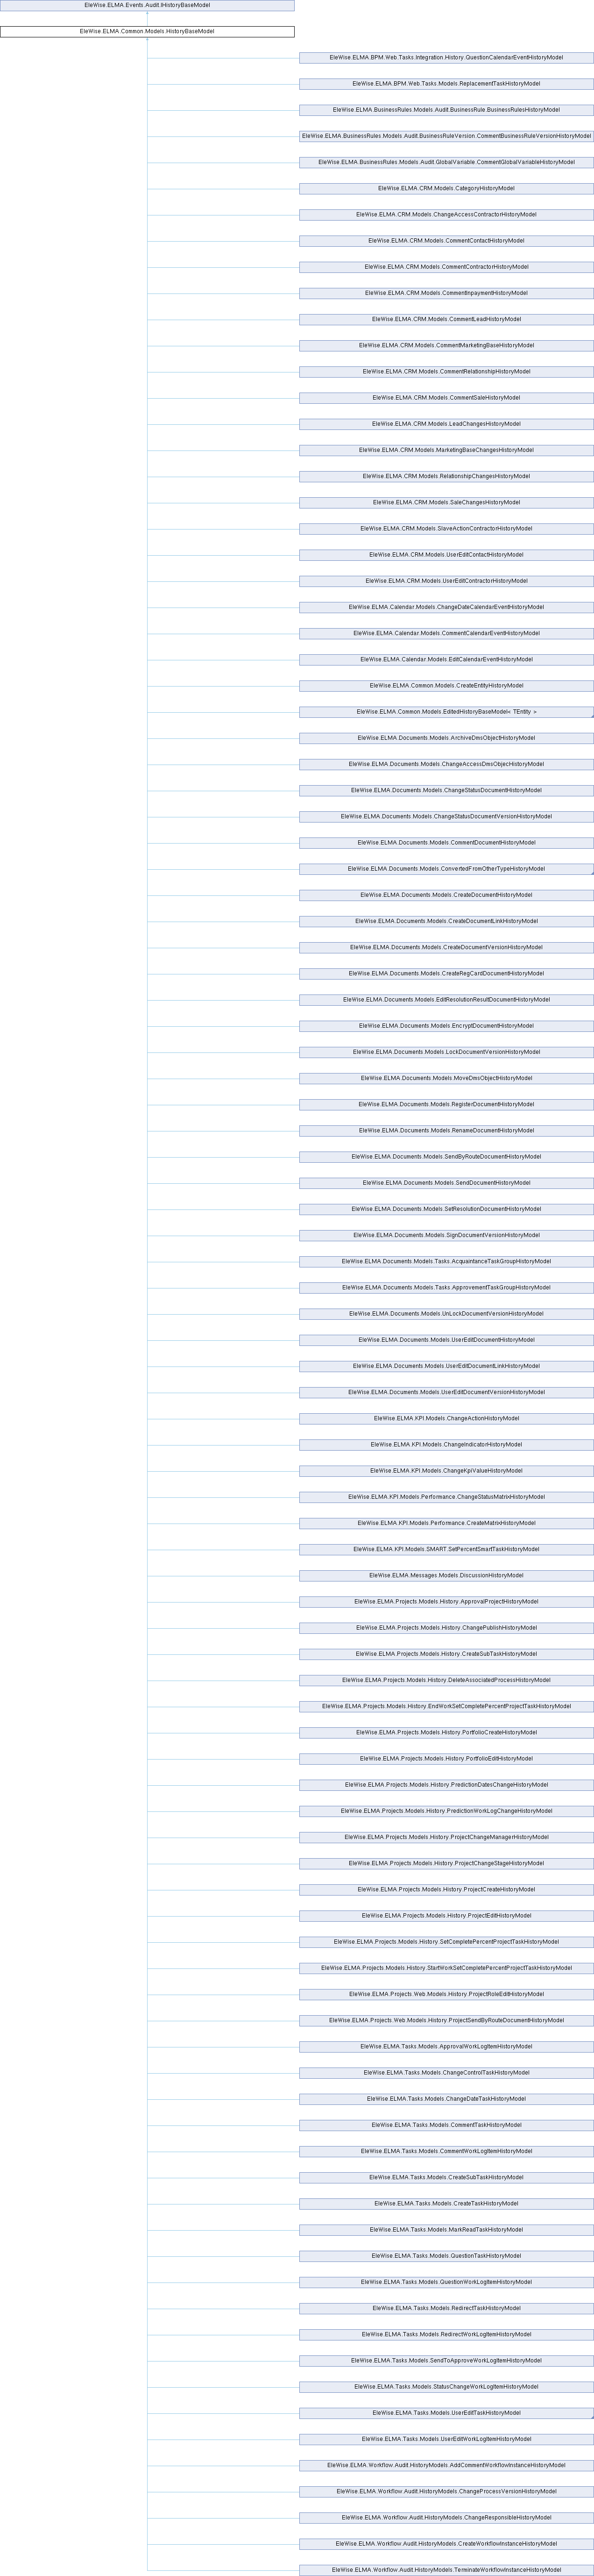 EleWise.ELMA.Events.Audit.IHistoryBaseModel
EleWise.ELMA.Common.Models.HistoryBaseModel
EleWise.ELMA.BPM.Web.Tasks.Integration.History.QuestionCalendarEventHistoryModel
EleWise.ELMA.BPM.Web.Tasks.Models.ReplacementTaskHistoryModel
EleWise.ELMA.BusinessRules.Models.Audit.BusinessRule.BusinessRulesHistoryModel
EleWise.ELMA.BusinessRules.Models.Audit.BusinessRuleVersion.CommentBusinessRuleVersionHistoryModel
EleWise.ELMA.BusinessRules.Models.Audit.GlobalVariable.CommentGlobalVariableHistoryModel
EleWise.ELMA.CRM.Models.CategoryHistoryModel
EleWise.ELMA.CRM.Models.ChangeAccessContractorHistoryModel
EleWise.ELMA.CRM.Models.CommentContactHistoryModel
EleWise.ELMA.CRM.Models.CommentContractorHistoryModel
EleWise.ELMA.CRM.Models.CommentInpaymentHistoryModel
EleWise.ELMA.CRM.Models.CommentLeadHistoryModel
EleWise.ELMA.CRM.Models.CommentMarketingBaseHistoryModel
EleWise.ELMA.CRM.Models.CommentRelationshipHistoryModel
EleWise.ELMA.CRM.Models.CommentSaleHistoryModel
EleWise.ELMA.CRM.Models.LeadChangesHistoryModel
EleWise.ELMA.CRM.Models.MarketingBaseChangesHistoryModel
EleWise.ELMA.CRM.Models.RelationshipChangesHistoryModel
EleWise.ELMA.CRM.Models.SaleChangesHistoryModel
EleWise.ELMA.CRM.Models.SlaveActionContractorHistoryModel
EleWise.ELMA.CRM.Models.UserEditContactHistoryModel
EleWise.ELMA.CRM.Models.UserEditContractorHistoryModel
EleWise.ELMA.Calendar.Models.ChangeDateCalendarEventHistoryModel
EleWise.ELMA.Calendar.Models.CommentCalendarEventHistoryModel
EleWise.ELMA.Calendar.Models.EditCalendarEventHistoryModel
EleWise.ELMA.Common.Models.CreateEntityHistoryModel
EleWise.ELMA.Common.Models.EditedHistoryBaseModel< TEntity >
EleWise.ELMA.Documents.Models.ArchiveDmsObjectHistoryModel
EleWise.ELMA.Documents.Models.ChangeAccessDmsObjecHistoryModel
EleWise.ELMA.Documents.Models.ChangeStatusDocumentHistoryModel
EleWise.ELMA.Documents.Models.ChangeStatusDocumentVersionHistoryModel
EleWise.ELMA.Documents.Models.CommentDocumentHistoryModel
EleWise.ELMA.Documents.Models.ConvertedFromOtherTypeHistoryModel
EleWise.ELMA.Documents.Models.CreateDocumentHistoryModel
EleWise.ELMA.Documents.Models.CreateDocumentLinkHistoryModel
EleWise.ELMA.Documents.Models.CreateDocumentVersionHistoryModel
EleWise.ELMA.Documents.Models.CreateRegCardDocumentHistoryModel
EleWise.ELMA.Documents.Models.EditResolutionResultDocumentHistoryModel
EleWise.ELMA.Documents.Models.EncryptDocumentHistoryModel
EleWise.ELMA.Documents.Models.LockDocumentVersionHistoryModel
EleWise.ELMA.Documents.Models.MoveDmsObjectHistoryModel
EleWise.ELMA.Documents.Models.RegisterDocumentHistoryModel
EleWise.ELMA.Documents.Models.RenameDocumentHistoryModel
EleWise.ELMA.Documents.Models.SendByRouteDocumentHistoryModel
EleWise.ELMA.Documents.Models.SendDocumentHistoryModel
EleWise.ELMA.Documents.Models.SetResolutionDocumentHistoryModel
EleWise.ELMA.Documents.Models.SignDocumentVersionHistoryModel
EleWise.ELMA.Documents.Models.Tasks.AcquaintanceTaskGroupHistoryModel
EleWise.ELMA.Documents.Models.Tasks.ApprovementTaskGroupHistoryModel
EleWise.ELMA.Documents.Models.UnLockDocumentVersionHistoryModel
EleWise.ELMA.Documents.Models.UserEditDocumentHistoryModel
EleWise.ELMA.Documents.Models.UserEditDocumentLinkHistoryModel
EleWise.ELMA.Documents.Models.UserEditDocumentVersionHistoryModel
EleWise.ELMA.KPI.Models.ChangeActionHistoryModel
EleWise.ELMA.KPI.Models.ChangeIndicatorHistoryModel
EleWise.ELMA.KPI.Models.ChangeKpiValueHistoryModel
EleWise.ELMA.KPI.Models.Performance.ChangeStatusMatrixHistoryModel
EleWise.ELMA.KPI.Models.Performance.CreateMatrixHistoryModel
EleWise.ELMA.KPI.Models.SMART.SetPercentSmartTaskHistoryModel
EleWise.ELMA.Messages.Models.DiscussionHistoryModel
EleWise.ELMA.Projects.Models.History.ApprovalProjectHistoryModel
EleWise.ELMA.Projects.Models.History.ChangePublishHistoryModel
EleWise.ELMA.Projects.Models.History.CreateSubTaskHistoryModel
EleWise.ELMA.Projects.Models.History.DeleteAssociatedProcessHistoryModel
EleWise.ELMA.Projects.Models.History.EndWorkSetCompletePercentProjectTaskHistoryModel
EleWise.ELMA.Projects.Models.History.PortfolioCreateHistoryModel
EleWise.ELMA.Projects.Models.History.PortfolioEditHistoryModel
EleWise.ELMA.Projects.Models.History.PredictionDatesChangeHistoryModel
EleWise.ELMA.Projects.Models.History.PredictionWorkLogChangeHistoryModel
EleWise.ELMA.Projects.Models.History.ProjectChangeManagerHistoryModel
EleWise.ELMA.Projects.Models.History.ProjectChangeStageHistoryModel
EleWise.ELMA.Projects.Models.History.ProjectCreateHistoryModel
EleWise.ELMA.Projects.Models.History.ProjectEditHistoryModel
EleWise.ELMA.Projects.Models.History.SetCompletePercentProjectTaskHistoryModel
EleWise.ELMA.Projects.Models.History.StartWorkSetCompletePercentProjectTaskHistoryModel
EleWise.ELMA.Projects.Web.Models.History.ProjectRoleEditHistoryModel
EleWise.ELMA.Projects.Web.Models.History.ProjectSendByRouteDocumentHistoryModel
EleWise.ELMA.Tasks.Models.ApprovalWorkLogItemHistoryModel
EleWise.ELMA.Tasks.Models.ChangeControlTaskHistoryModel
EleWise.ELMA.Tasks.Models.ChangeDateTaskHistoryModel
EleWise.ELMA.Tasks.Models.CommentTaskHistoryModel
EleWise.ELMA.Tasks.Models.CommentWorkLogItemHistoryModel
EleWise.ELMA.Tasks.Models.CreateSubTaskHistoryModel
EleWise.ELMA.Tasks.Models.CreateTaskHistoryModel
EleWise.ELMA.Tasks.Models.MarkReadTaskHistoryModel
EleWise.ELMA.Tasks.Models.QuestionTaskHistoryModel
EleWise.ELMA.Tasks.Models.QuestionWorkLogItemHistoryModel
EleWise.ELMA.Tasks.Models.RedirectTaskHistoryModel
EleWise.ELMA.Tasks.Models.RedirectWorkLogItemHistoryModel
EleWise.ELMA.Tasks.Models.SendToApproveWorkLogItemHistoryModel
EleWise.ELMA.Tasks.Models.StatusChangeWorkLogItemHistoryModel
EleWise.ELMA.Tasks.Models.UserEditTaskHistoryModel
EleWise.ELMA.Tasks.Models.UserEditWorkLogItemHistoryModel
EleWise.ELMA.Workflow.Audit.HistoryModels.AddCommentWorkflowInstanceHistoryModel
EleWise.ELMA.Workflow.Audit.HistoryModels.ChangeProcessVersionHistoryModel
EleWise.ELMA.Workflow.Audit.HistoryModels.ChangeResponsibleHistoryModel
EleWise.ELMA.Workflow.Audit.HistoryModels.CreateWorkflowInstanceHistoryModel
EleWise.ELMA.Workflow.Audit.HistoryModels.TerminateWorkflowInstanceHistoryModel